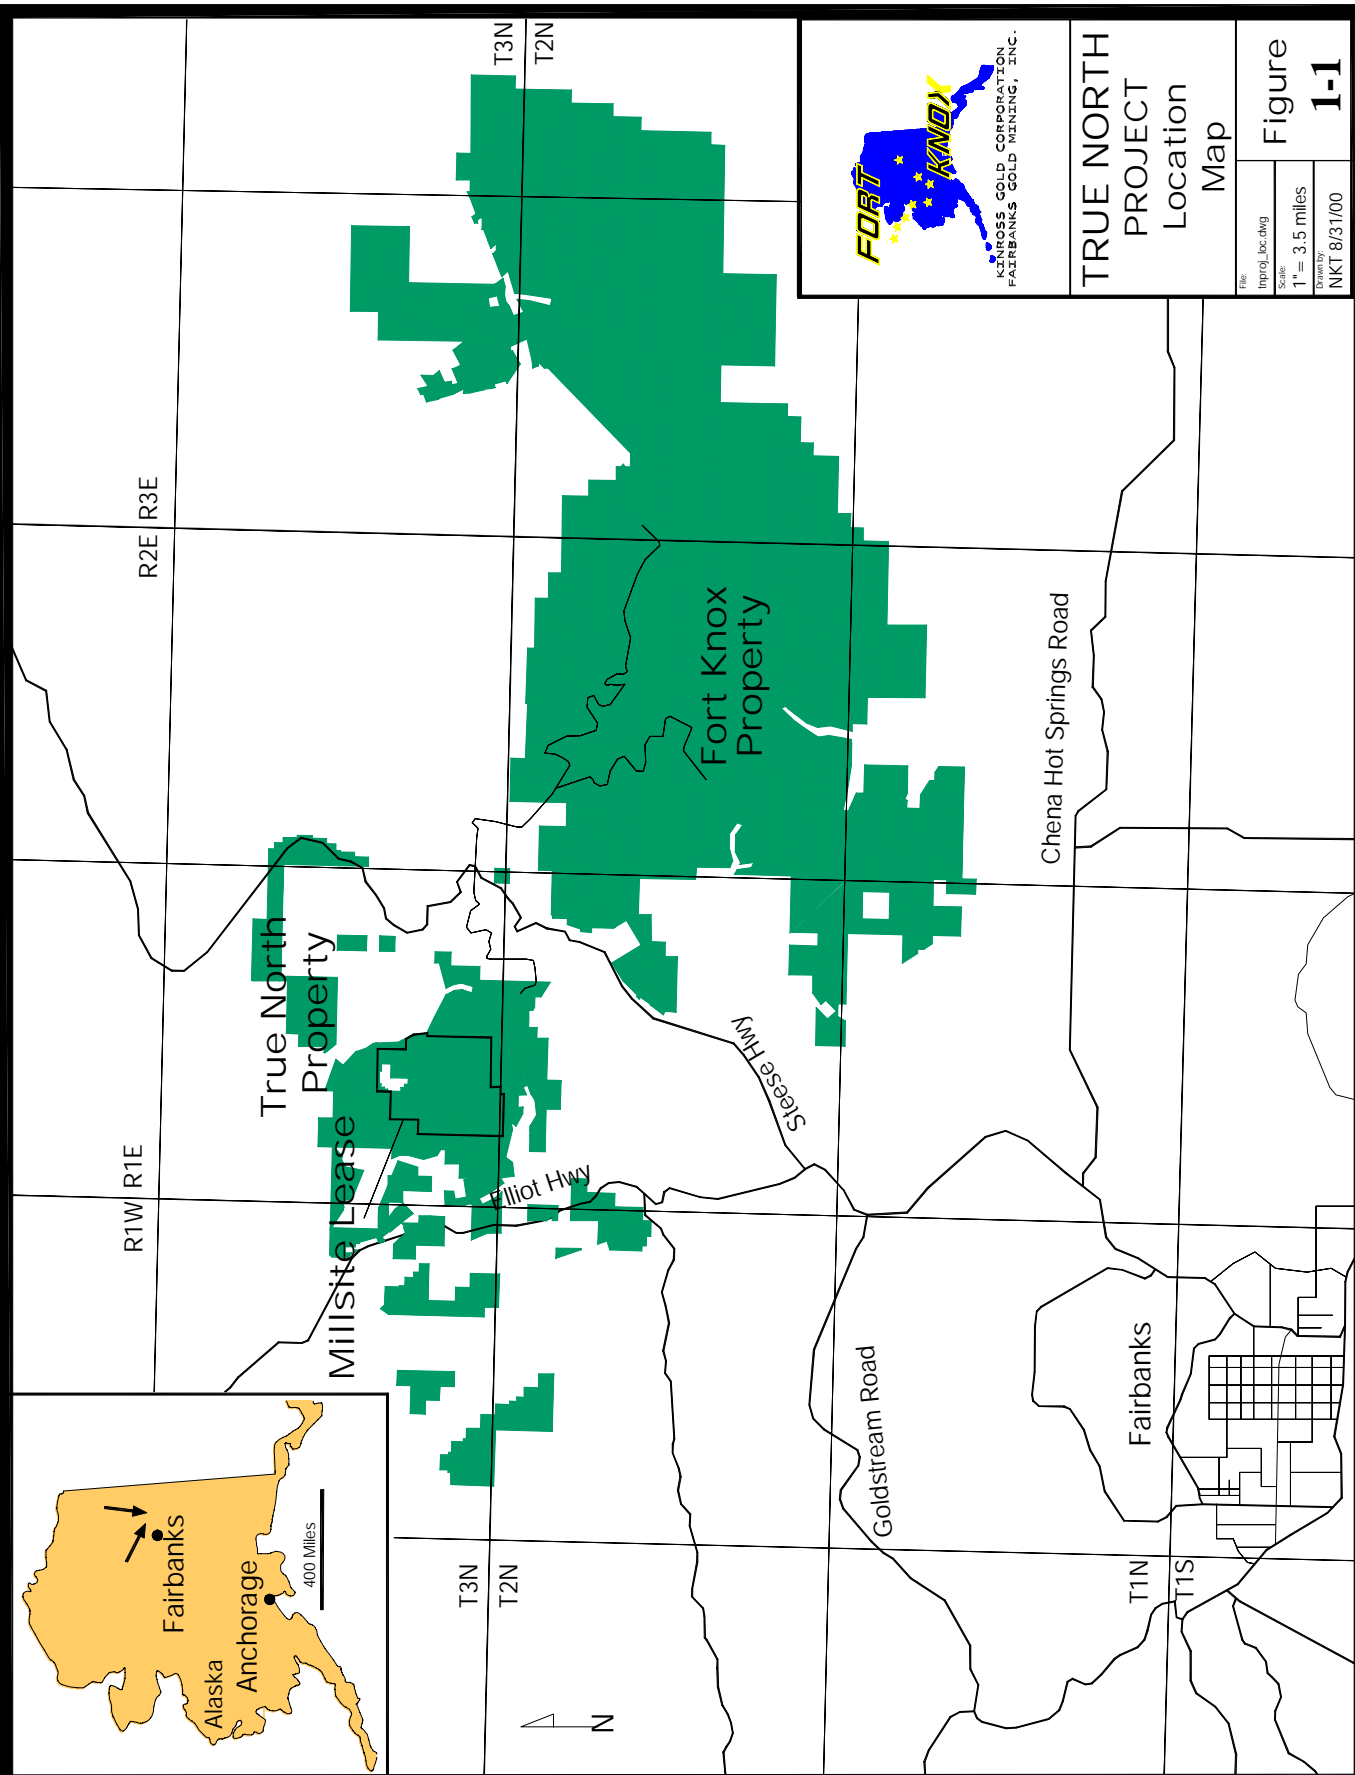 T3N
T2N
R2E R3E
True North
Property
Fort Knox
Property
Chena Hot Springs Road
R1W R1E
Millsite Lease
Elliot Hwy
Steese Hwy
Goldstream Road
Fairbanks
T3N
T2N
T1N
T1S
N
Fairbanks
Anchorage
Alaska
400 Miles
FORT
KNOX
KINROSS GOLD CORPORATION
FAIRBANKS GOLD MINING, INC.
TRUE NORTH
PROJECT
Location
Map
File:
tnproj_loc.dwg
Scale:
1"= 3.5 miles
Drawn by:
NKT 8/31/00
Figure
1-1